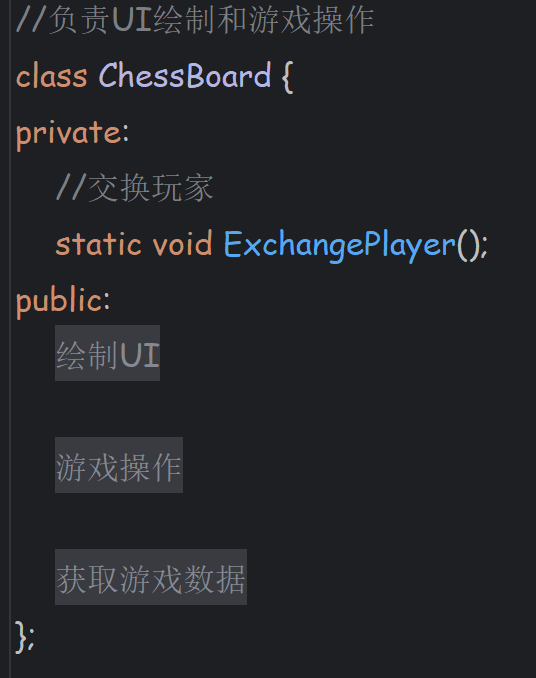 //负责UI绘制和游戏操作
class ChessBoard {
private:
//交换玩家
static void ExchangePlayer();
public:
绘制UI
游戏操作
获取游戏数据
};